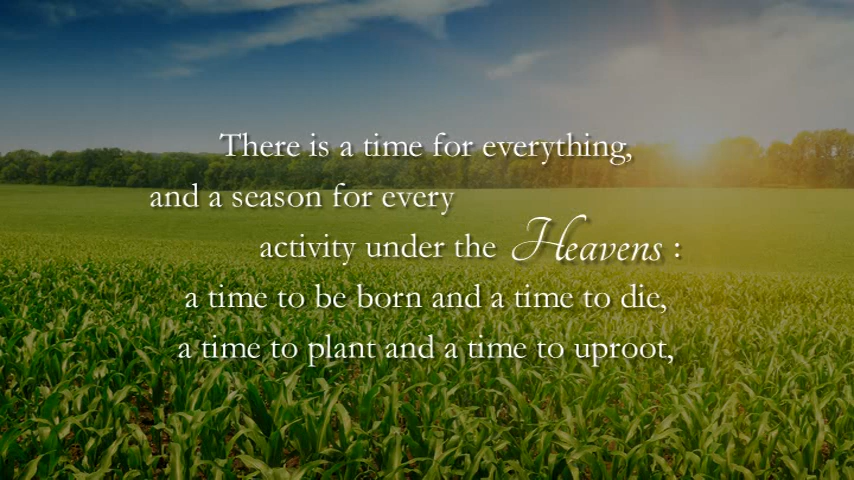 There is a time for everything,
and a season for every
activity under the Heavens :
a time to be born and a time to die,
a time to plant and a time to uproot,